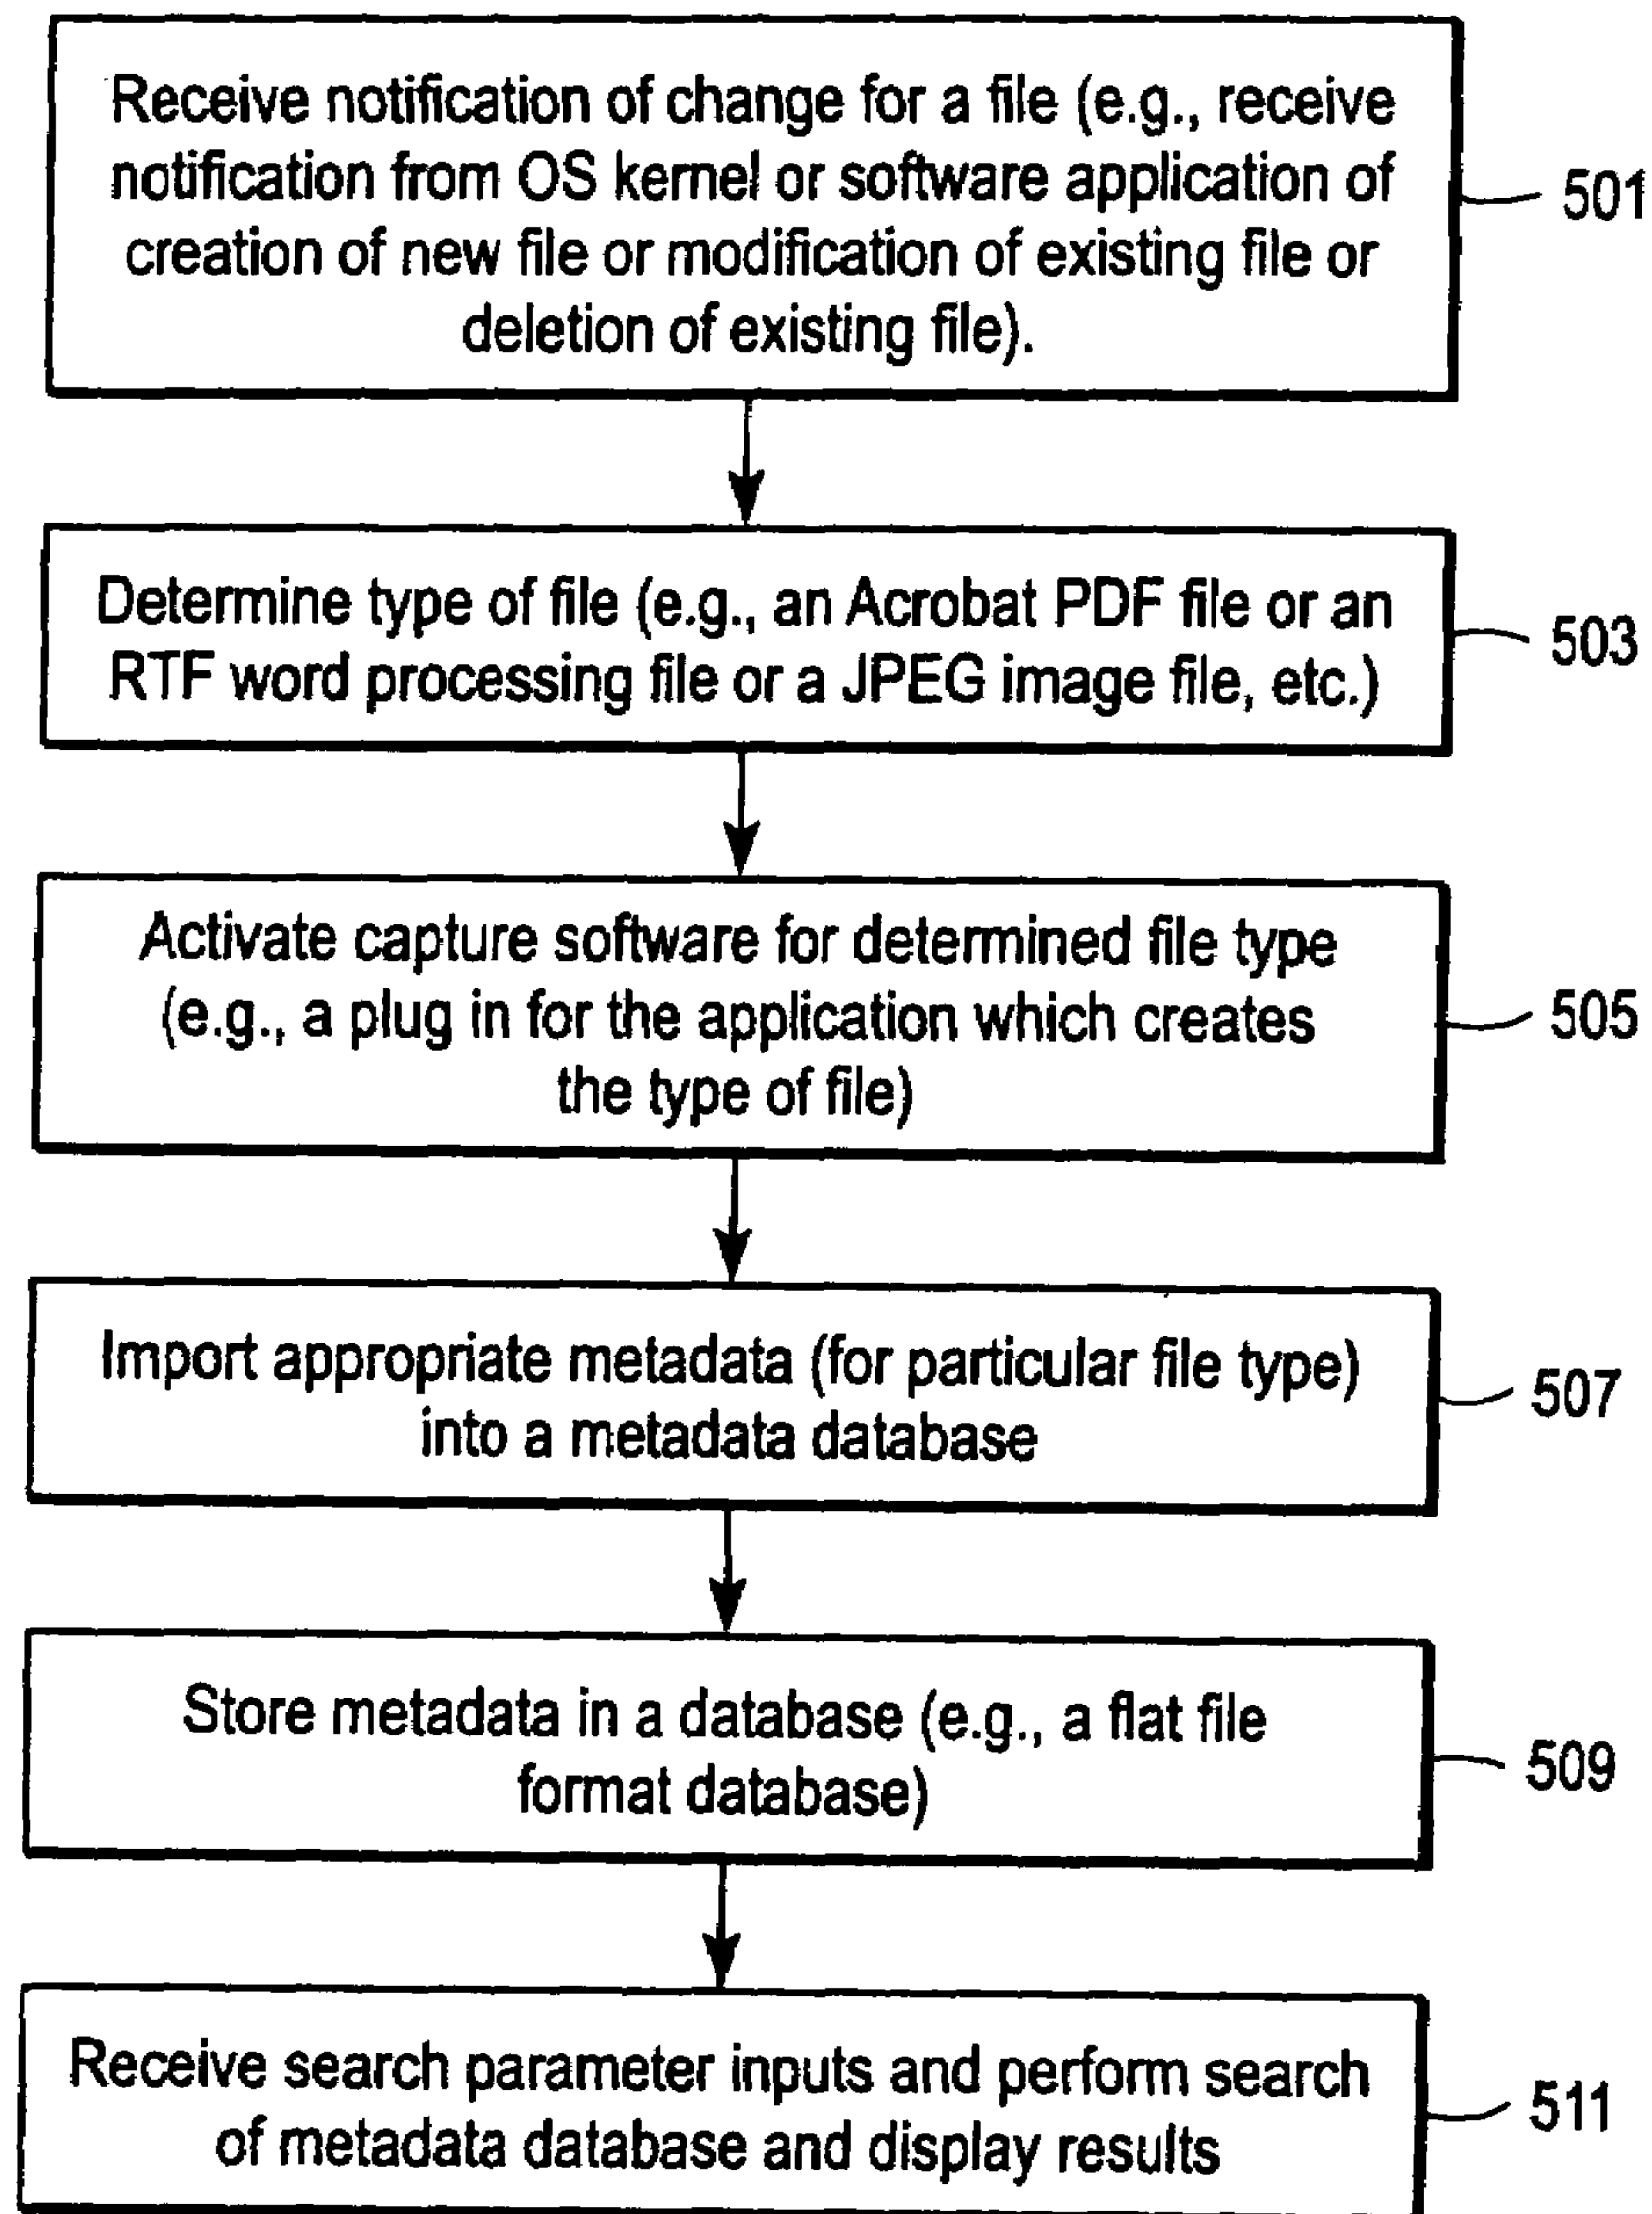 Receive notification of change for a file (e.g., receive
notification from OS kernel or software application of
creation of new file or modification of existing file or
deletion of existing file).
501
Determine type of file (e.g., an Acrobat PDF file or an
RTF word processing file or a JPEG image file, etc.)
503
Activate capture software for determined file type
(e.g., a plug in for the application which creates
the type of file)
505
Import appropriate metadata (for particular file type)
into a metadata database
507
Store metadata in a database (e.g., a flat file
format database)
509
Receive search parameter inputs and perform search
of metadata database and display results
511